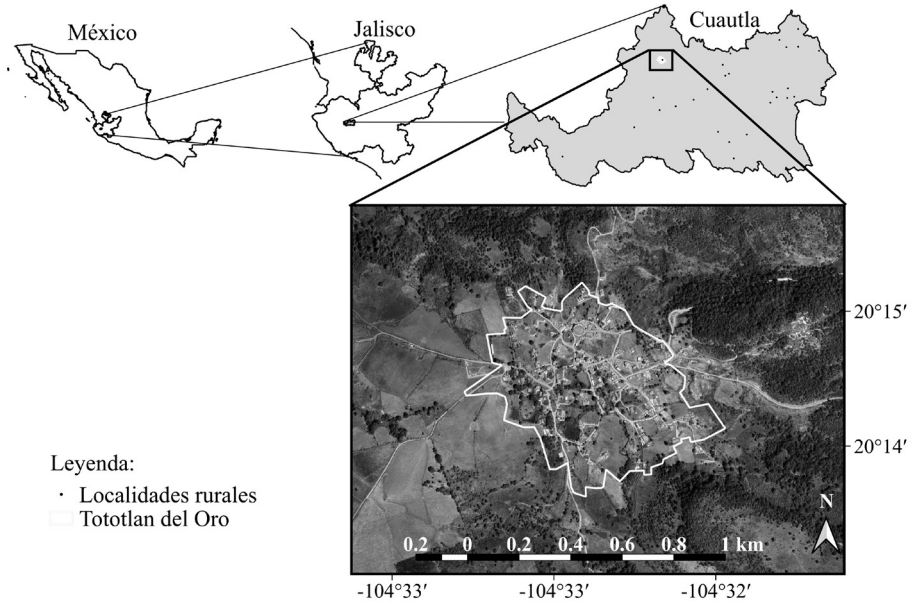 México
Jalisco
Cuautla
20°15′
20°14′
Leyenda:
Localidades rurales
Tototlan del Oro
N
0.2 0 0.2 0.4 0.6 0.8 1 km
-104°33′ -104°33′ -104°32′